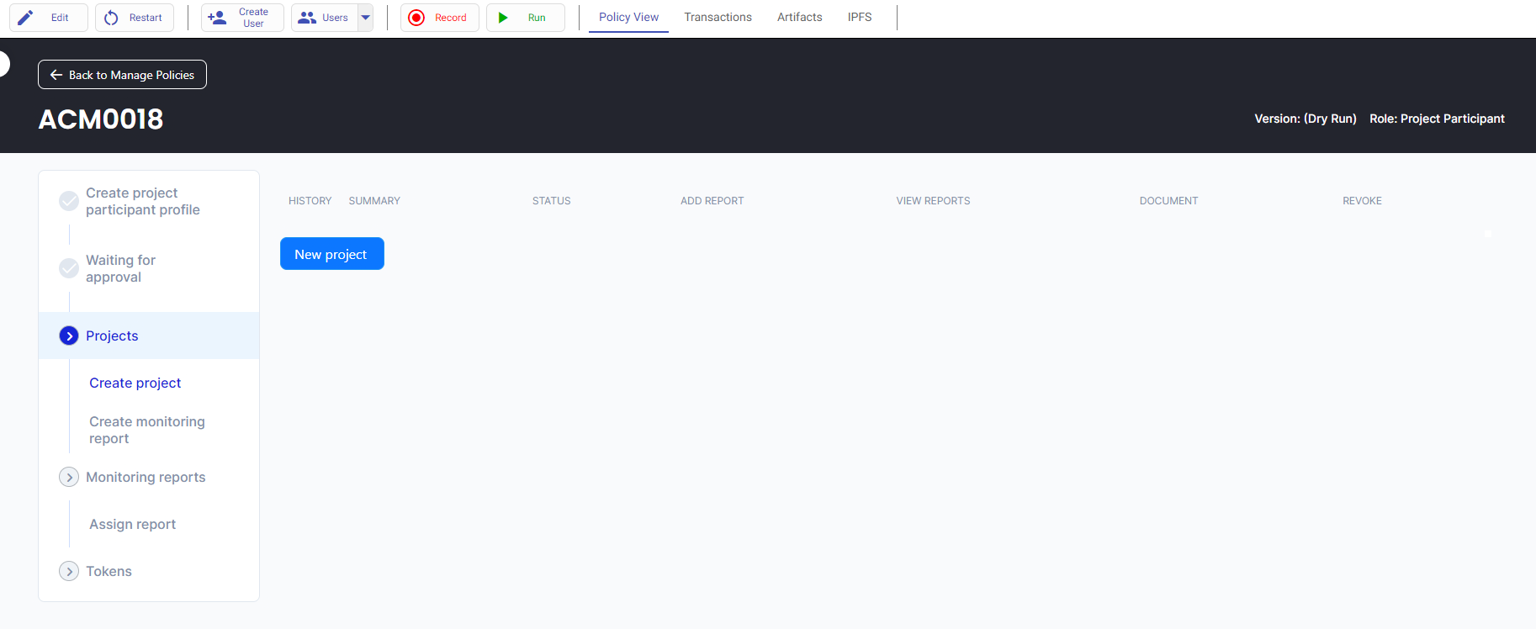 Edit
Restart
Create
User
Users
Record
Run
Policy View
Transactions
Artifacts
IPFS
Back to Manage Policies
ACM0018
Version: (Dry Run) Role: Project Participant
Create project
participant profile
Waiting for
approval
Projects
Create project
Create monitoring
report
Monitoring reports
Assign report
Tokens
HISTORY SUMMARY STATUS ADD REPORT VIEW REPORTS DOCUMENT REVOKE
New project